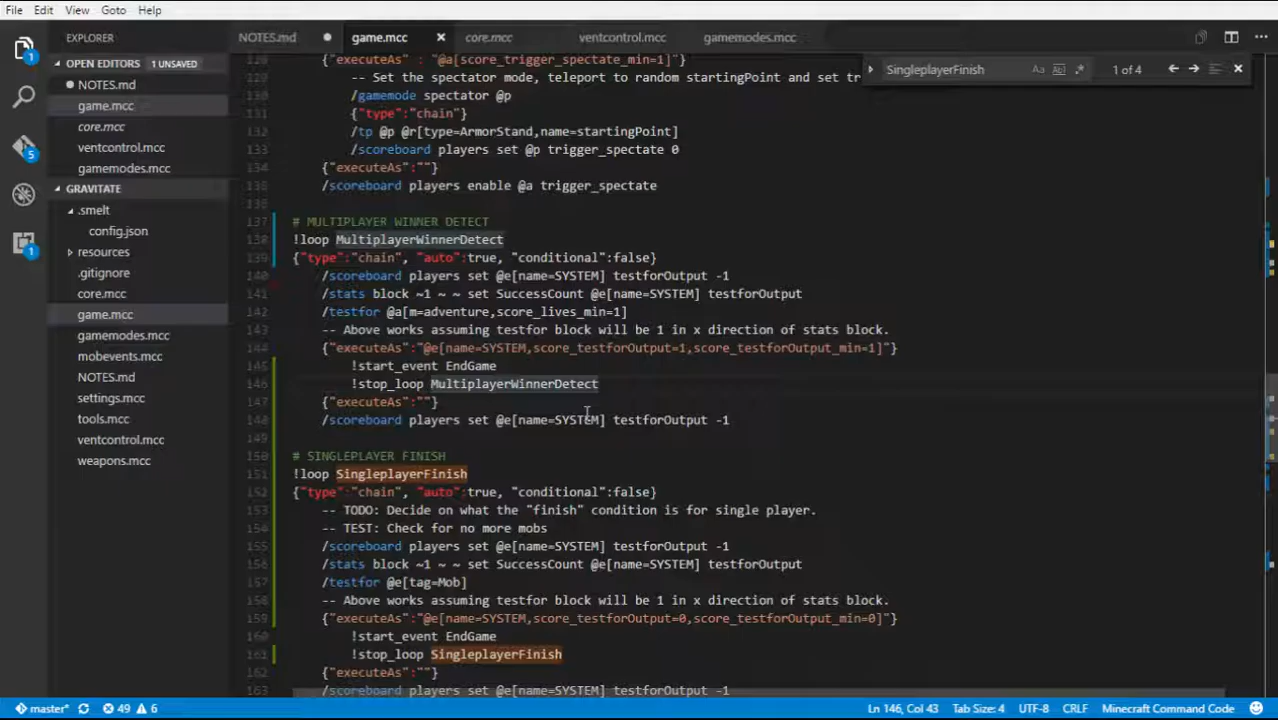 File Edit View Goto Help
EXPLORER
NOTES.md
game.mcc
core.mcc
ventcontrol.mcc
gamemodes.mcc
OPEN EDITORS 1 UNSAVED
NOTES.md
game.mcc
core.mcc
ventcontrol.mcc
gamemodes.mcc
GRAVITATE
.smelt
config.json
resources
.gitignore
core.mcc
game.mcc
gamemodes.mcc
mobevents.mcc
NOTES.md
settings.mcc
tools.mcc
ventcontrol.mcc
weapons.mcc
1
5
1
SingleplayerFinish Aa Abl .* 1 of 4
128 {"executeAs" : "@a[score_trigger_spectate_min=1]"}
129 -- Set the spectator mode, teleport to random startingPoint and set tr
130 /gamemode spectator @p
131 {"type":"chain"}
132 /tp @p @r[type=ArmorStand,name=startingPoint]
133 /scoreboard players set @p trigger_spectate 0
134 {"executeAs":""}
135 /scoreboard players enable @a trigger_spectate
136
137 # MULTIPLAYER WINNER DETECT
138 !loop MultiplayerWinnerDetect
139 {"type":"chain", "auto":true, "conditional":false}
140 /scoreboard players set @e[name=SYSTEM] testforOutput -1
141 /stats block ~1 ~ ~ set SuccessCount @e[name=SYSTEM] testforOutput
142 /testfor @a[m=adventure,score_lives_min=1]
143 -- Above works assuming testfor block will be 1 in x direction of stats block.
144 {"executeAs":"@e[name=SYSTEM,score_testforOutput=1,score_testforOutput_min=1]"}
145 !start_event EndGame
146 !stop_loop MultiplayerWinnerDetect
147 {"executeAs":""}
148 /scoreboard players set @e[name=SYSTEM] testforOutput -1
149
150 # SINGLEPLAYER FINISH
151 !loop SingleplayerFinish
152 {"type":"chain", "auto":true, "conditional":false}
153 -- TODO: Decide on what the "finish" condition is for single player.
154 -- TEST: Check for no more mobs
155 /scoreboard players set @e[name=SYSTEM] testforOutput -1
156 /stats block ~1 ~ ~ set SuccessCount @e[name=SYSTEM] testforOutput
157 /testfor @e[tag=Mob]
158 -- Above works assuming testfor block will be 1 in x direction of stats block.
159 {"executeAs":"@e[name=SYSTEM,score_testforOutput=0,score_testforOutput_min=0]"}
160 !start_event EndGame
161 !stop_loop SingleplayerFinish
162 {"executeAs":""}
163 /scoreboard players set @e[name=SYSTEM] testforOutput -1
master* 49 6 Ln 146, Col 43 Tab Size: 4 UTF-8 CRLF Minecraft Command Code